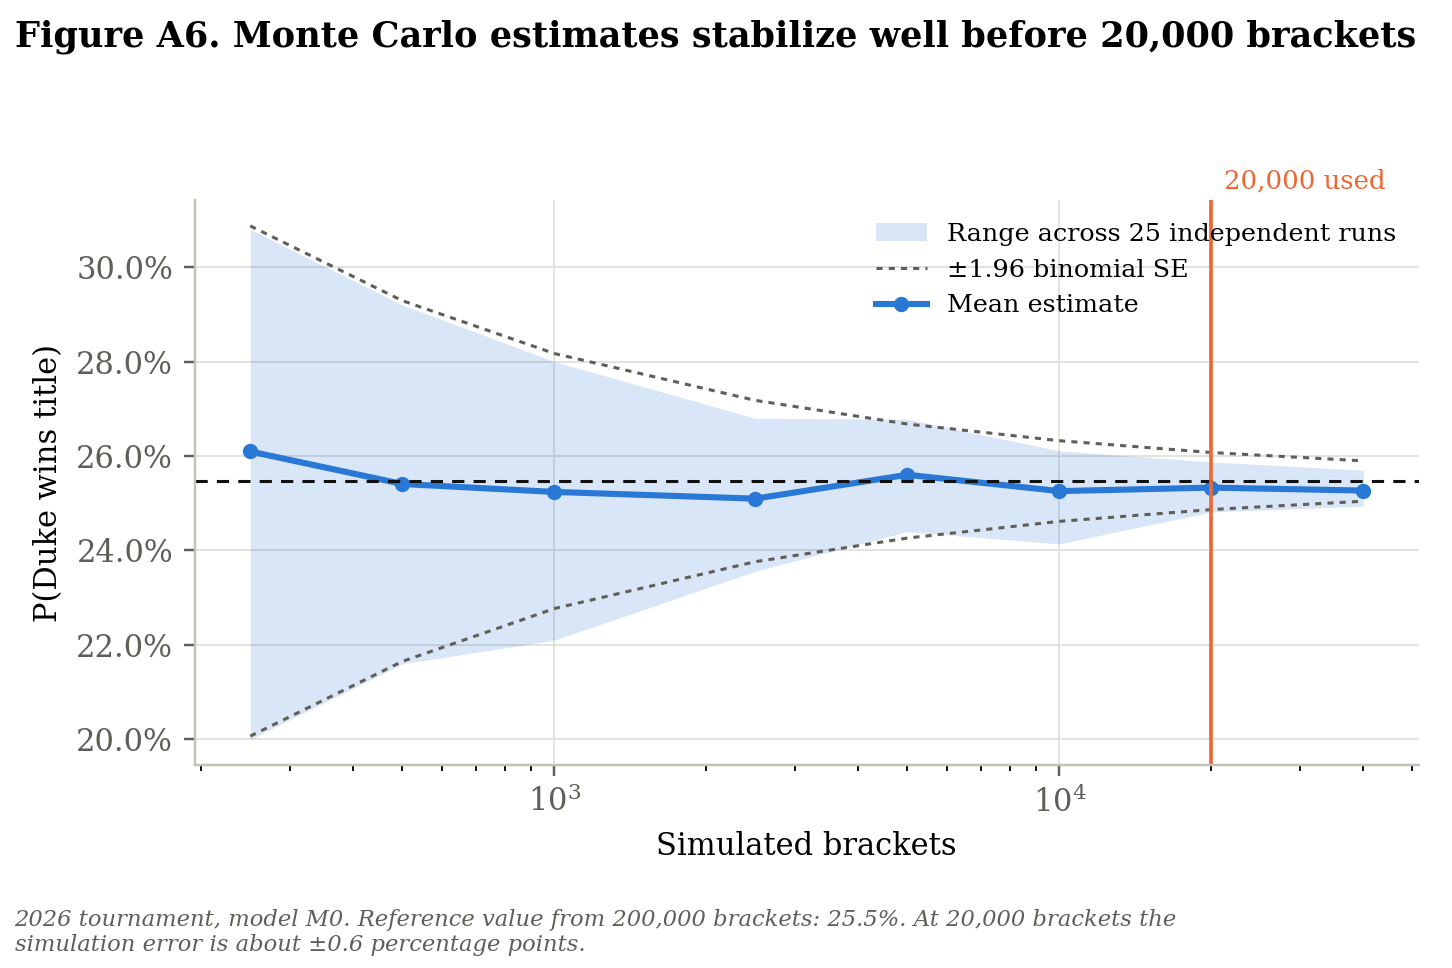 Figure A6. Monte Carlo estimates stabilize well before 20,000 brackets
20,000 used
Range across 25 independent runs
±1.96 binomial SE
Mean estimate
P(Duke wins title)
30.0%
28.0%
26.0%
24.0%
22.0%
20.0%
10³
10⁴
Simulated brackets
2026 tournament, model M0. Reference value from 200,000 brackets: 25.5%. At 20,000 brackets the
simulation error is about ±0.6 percentage points.